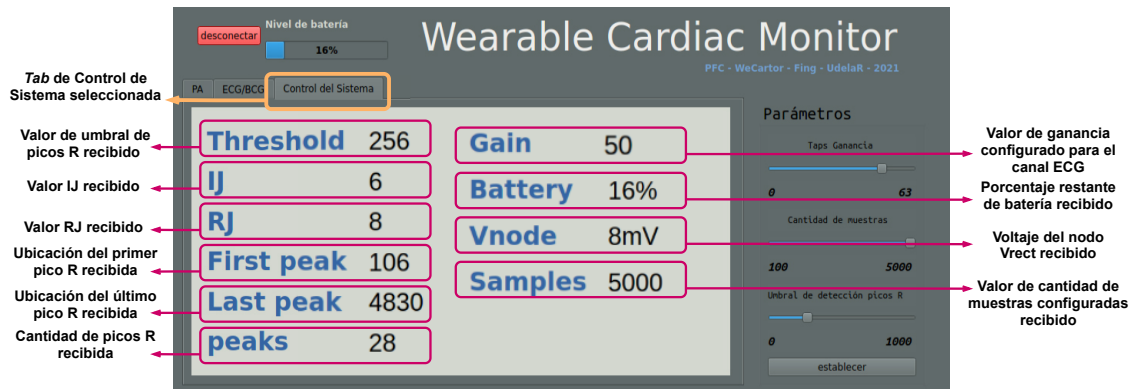 desconectar
Nivel de batería
16%
Wearable Cardiac Monitor
PFC - WeCartor - Fing - UdelaR - 2021
Tab de Control de
Sistema seleccionada
PA
ECG/BCG
Control del Sistema
Valor de umbral de
picos R recibido
Valor IJ recibido
Valor RJ recibido
Ubicación del primer
pico R recibida
Ubicación del último
pico R recibida
Cantidad de picos R
recibida
Threshold 256
IJ 6
RJ 8
First peak 106
Last peak 4830
peaks 28
Gain 50
Battery 16%
Vnode 8mV
Samples 5000
Parámetros
Taps Ganancia
0 63
Cantidad de muestras
100 5000
Umbral de detección picos R
0 1000
establecer
Valor de ganancia
configurado para el
canal ECG
Porcentaje restante
de batería recibido
Voltaje del nodo
Vrect recibido
Valor de cantidad de
muestras configuradas
recibido